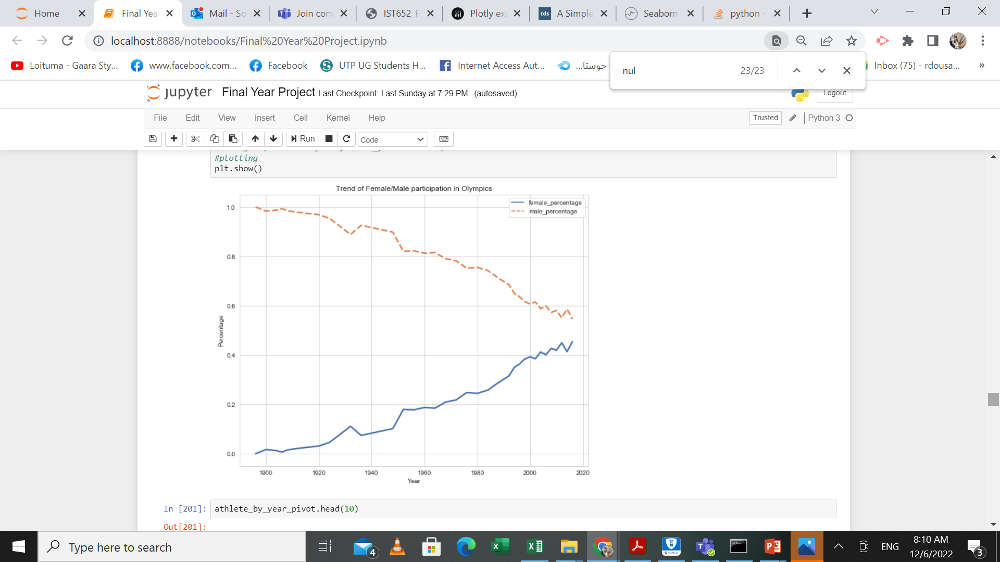 Home
Final Yea
Mail - So
Join con
IST652_F
Plotly ex
tds A Simple
Seaborn
python -
localhost:8888/notebooks/Final%20Year%20Project.ipynb
Loituma - Gaara Sty...
www.facebook.com...
Facebook
UTP UG Students H...
Internet Access Aut...
جوستا...
Inbox (75) - rdousa...
»
nul 23/23
jupyter Final Year Project Last Checkpoint: Last Sunday at 7:29 PM (autosaved)
Logout
File Edit View Insert Cell Kernel Help
Trusted Python 3
Run Code
#plotting
plt.show()
Trend of Female/Male participation in Olympics
female_percentage
male_percentage
1.0
0.8
0.6
0.4
0.2
0.0
Percentage
1900 1920 1940 1960 1980 2000 2020
Year
In [201]: athlete_by_year_pivot.head(10)
Out[201]:
Type here to search
4
ENG
8:10 AM
12/6/2022
3